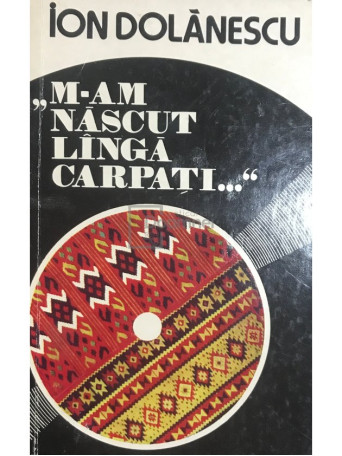 ION DOLĂNESCU
„M-AM
NĂSCUT
LÎNGĂ
CARPAȚI...“